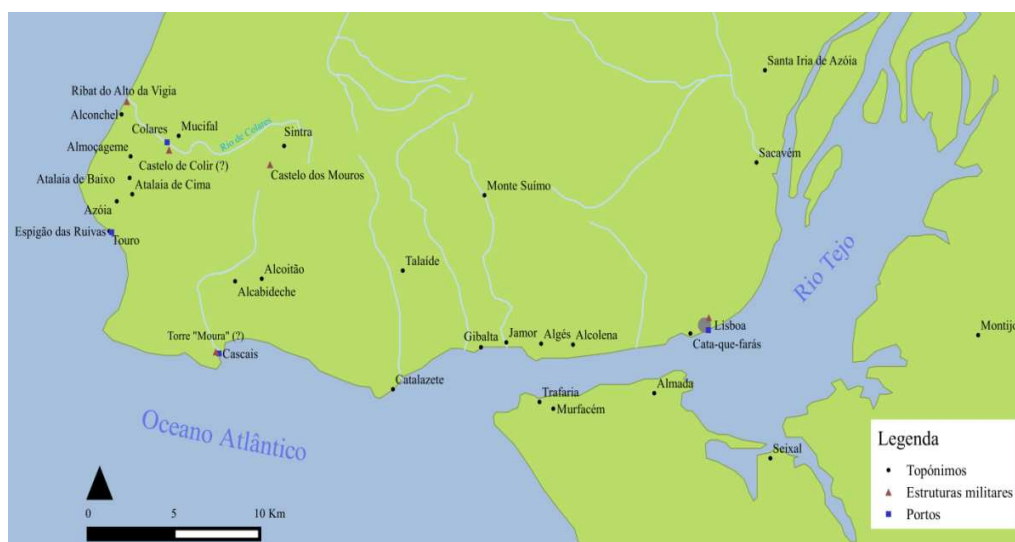 Santa Iria de Azóia
Ribat do Alto da Vigia
Alconchel
Colares
Mucifal
Rio de Colares
Sintra
Almoçageme
Castelo de Colir (?)
Castelo dos Mouros
Sacavém
Atalaia de Baixo
Atalaia de Cima
Monte Suímo
Azóia
Espigão das Ruivas
Touro
Rio Tejo
Talaíde
Alcoitão
Alcabideche
Lisboa
Torre "Moura" (?)
Cascais
Gibalta
Jamor
Algés
Alcolena
Cata-que-farás
Montijo
Catalazete
Trafaria
Almada
Murfacém
Oceano Atlântico
Seixal
Legenda
Topónimos
Estruturas militares
Portos
0 5 10 Km